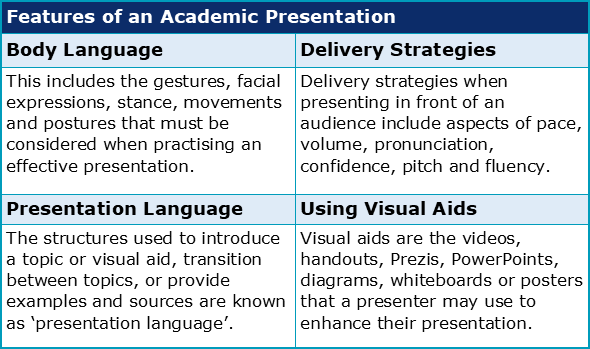 Features of an Academic Presentation
Body Language
This includes the gestures, facial
expressions, stance, movements
and postures that must be
considered when practising an
effective presentation.
Delivery Strategies
Delivery strategies when
presenting in front of an
audience include aspects of pace,
volume, pronunciation,
confidence, pitch and fluency.
Presentation Language
The structures used to introduce
a topic or visual aid, transition
between topics, or provide
examples and sources are known
as ‘presentation language’.
Using Visual Aids
Visual aids are the videos,
handouts, Prezis, PowerPoints,
diagrams, whiteboards or posters
that a presenter may use to
enhance their presentation.